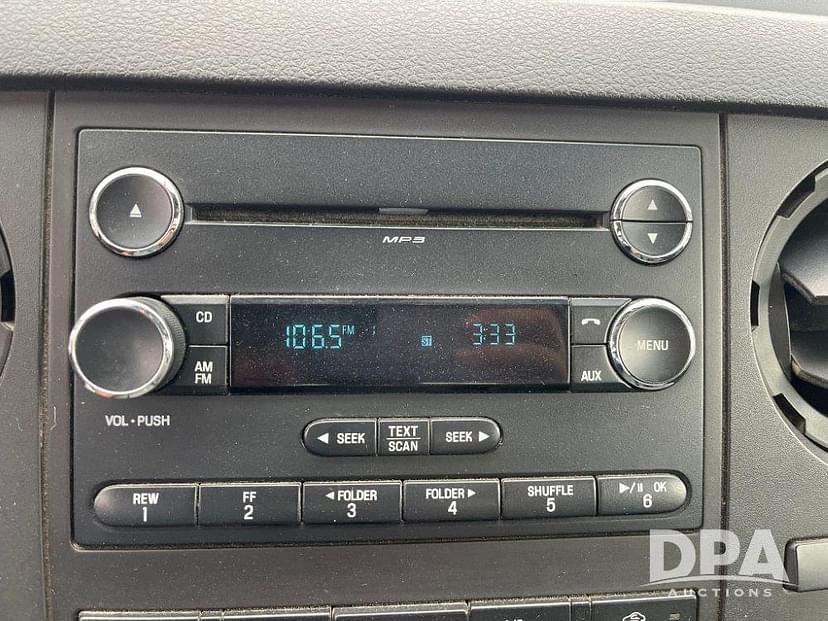 MP3
CD
106.5 FM 3:33
MENU
AM
FM
AUX
VOL • PUSH
◀ SEEK TEXT SCAN SEEK ▶
REW FF ◀ FOLDER FOLDER ▶ SHUFFLE ▶/II OK
1 2 3 4 5 6
DPA
AUCTIONS